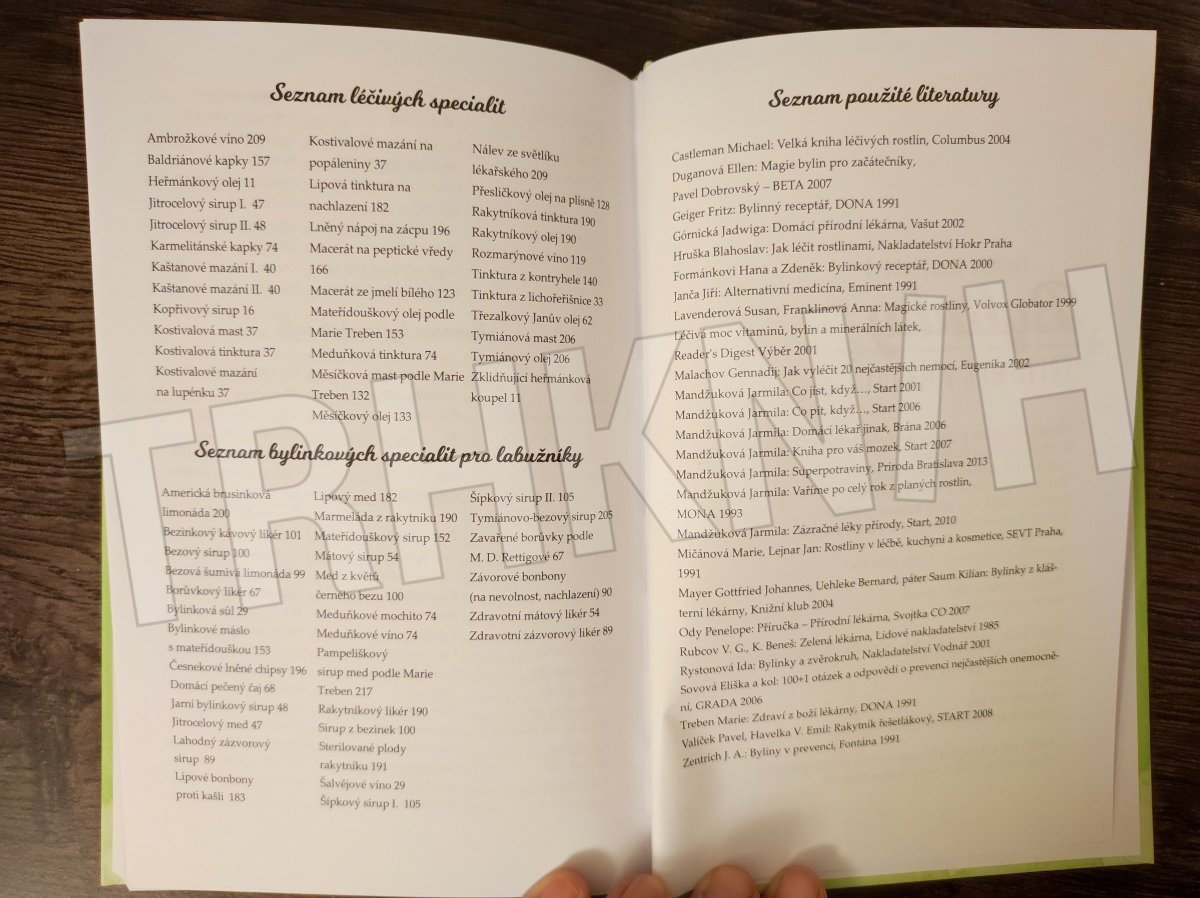 Seznam léčivých specialit
Ambrožkové víno 209
Baldriánové kapky 157
Heřmánkový olej 11
Jitrocelový sirup I. 47
Jitrocelový sirup II. 48
Karmelitánské kapky 74
Kaštanové mazání I. 40
Kaštanové mazání II. 40
Kopřivový sirup 16
Kostivalová mast 37
Kostivalová tinktura 37
Kostivalové mazání
na lupénku 37
Kostivalové mazání na
popáleniny 37
Lipová tinktura na
nachlazení 182
Lněný nápoj na zácpu 196
Macerát na peptické vředy
166
Macerát ze jmelí bílého 123
Mateřídouškový olej podle
Marie Treben 153
Meduňková tinktura 74
Měsíčková mast podle Marie
Treben 132
Měsíčkový olej 133
Nálev ze světlíku
lékařského 209
Přesličkový olej na plísně 128
Rakytníková tinktura 190
Rakytníkový olej 190
Rozmarýnové víno 119
Tinktura z kontryhele 140
Tinktura z lichořeřišnice 33
Třezalkový Janův olej 62
Tymiánová mast 206
Tymiánový olej 206
Zklidňující heřmánková
koupel 11
Seznam bylinkových specialit pro labužníky
Americká brusinková
limonáda 200
Bezinkový kávový likér 101
Bezový sirup 100
Bezová šumivá limonáda 99
Borůvkový likér 67
Bylinková sůl 29
Bylinkové máslo
s mateřídouškou 153
Česnekové lněné chipsy 196
Domácí pečený čaj 68
Jarní bylinkový sirup 48
Jitrocelový med 47
Lahodný zázvorový
sirup 89
Lipové bonbony
proti kašli 183
Lipový med 182
Marmeláda z rakytníku 190
Mateřídouškový sirup 152
Mátový sirup 54
Med z květů
černého bezu 100
Meduňkové mochito 74
Meduňkové víno 74
Pampeliškový
sirup med podle Marie
Treben 217
Rakytníkový likér 190
Sirup z bezinek 100
Sterilované plody
rakytníku 191
Šalvějové víno 29
Šípkový sirup I. 105
Šípkový sirup II. 105
Tymiánovo-bezový sirup 205
Zavařené borůvky podle
M. D. Rettigové 67
Závorové bonbony
(na nevolnost, nachlazení) 90
Zdravotní mátový likér 54
Zdravotní zázvorový likér 89
Seznam použité literatury
Castleman Michael: Velká kniha léčivých rostlin, Columbus 2004
Duganová Ellen: Magie bylin pro začátečníky,
Pavel Dobrovský – BETA 2007
Geiger Fritz: Bylinný receptář, DONA 1991
Górnická Jadwiga: Domácí přírodní lékárna, Vašut 2002
Hruška Blahoslav: Jak léčit rostlinami, Nakladatelství Hokr Praha
Formánkovi Hana a Zdeněk: Bylinkový receptář, DONA 2000
Janča Jiří: Alternativní medicína, Eminent 1991
Lavenderová Susan, Franklinová Anna: Magické rostliny, Volvox Globator 1999
Léčivá moc vitaminů, bylin a minerálních látek,
Reader's Digest Výběr 2001
Malachov Gennadij: Jak vyléčit 20 nejčastějších nemocí, Eugenika 2002
Mandžuková Jarmila: Co jíst, když…, Start 2001
Mandžuková Jarmila: Co pít, když…, Start 2006
Mandžuková Jarmila: Domácí lékař jinak, Brána 2006
Mandžuková Jarmila: Kniha pro váš mozek, Start 2007
Mandžuková Jarmila: Superpotraviny, Príroda Bratislava 2013
Mandžuková Jarmila: Vaříme po celý rok z planých rostlin,
MONA 1993
Mandžuková Jarmila: Zázračné léky přírody, Start, 2010
Mičánová Marie, Lejnar Jan: Rostliny v léčbě, kuchyni a kosmetice, SEVT Praha,
1991
Mayer Gottfried Johannes, Uehleke Bernard, páter Saum Kilian: Bylinky z kláš-
terní lékárny, Knižní klub 2004
Ody Penelope: Příručka – Přírodní lékárna, Svojtka CO 2007
Rubcov V. G., K. Beneš: Zelená lékárna, Lidové nakladatelství 1985
Rystonová Ida: Bylinky a zvěrokruh, Nakladatelství Vodnář 2001
Sovová Eliška a kol: 100+1 otázek a odpovědí o prevenci nejčastějších onemocně-
ní, GRADA 2006
Treben Marie: Zdraví z boží lékárny, DONA 1991
Valíček Pavel, Havelka V. Emil: Rakytník řešetlákový, START 2008
Zentrich J. A.: Byliny v prevenci, Fontána 1991
TRHKNIH